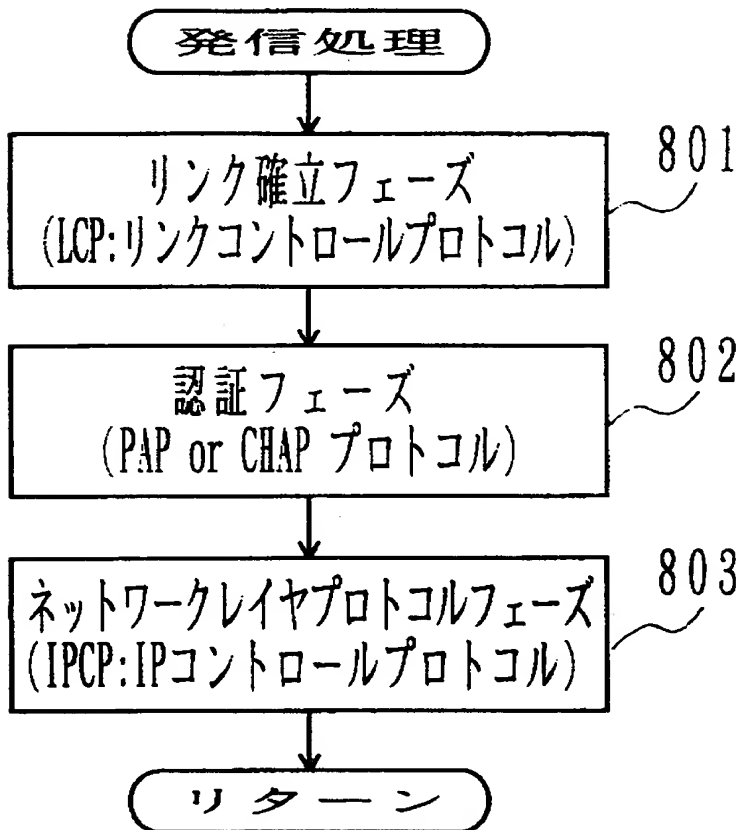 発信処理
リンク確立フェーズ
(LCP:リンクコントロールプロトコル)
801
認証フェーズ
(PAP or CHAP プロトコル)
802
ネットワークレイヤプロトコルフェーズ
(IPCP:IPコントロールプロトコル)
803
リターン